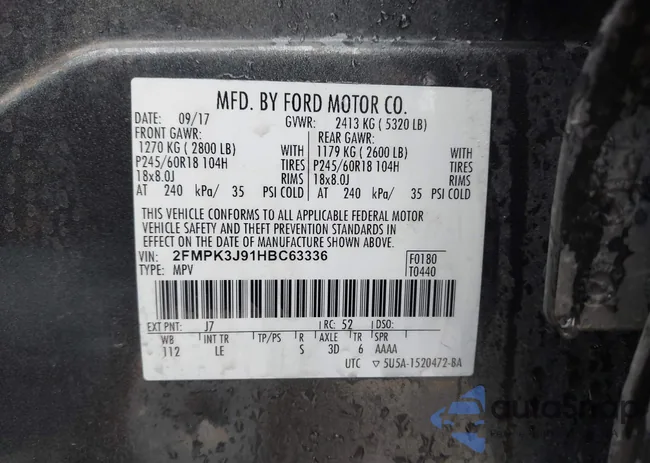 MFD. BY FORD MOTOR CO.
DATE: 09/17 GVWR: 2413 KG ( 5320 LB)
FRONT GAWR: REAR GAWR:
1270 KG ( 2800 LB) WITH 1179 KG ( 2600 LB) WITH
P245/60R18 104H TIRES P245/60R18 104H TIRES
18x8.0J RIMS 18x8.0J RIMS
AT 240 kPa/ 35 PSI COLD AT 240 kPa/ 35 PSI COLD
THIS VEHICLE CONFORMS TO ALL APPLICABLE FEDERAL MOTOR
VEHICLE SAFETY AND THEFT PREVENTION STANDARDS IN
EFFECT ON THE DATE OF MANUFACTURE SHOWN ABOVE.
VIN: 2FMPK3J91HBC63336 F0180
TYPE: MPV T0440
EXT PNT: J7 RC: 52 DSO:
WB INT TR TP/PS R AXLE TR SPR
112 LE S 3D 6 AAAA
UTC ▽ 5U5A-1520472-BA
autoSnap